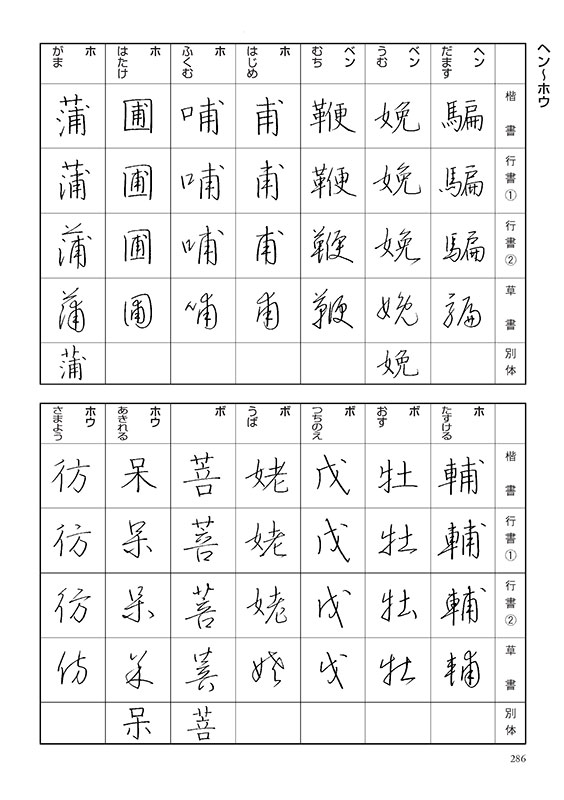 ヘン〜ホウ
楷書 行書① 行書② 草書 別体
ヘン
だます
騙 騙 騙 騙
ベン
うむ
娩 娩 娩 娩 娩
ベン
むち
鞭 鞭 鞭 鞭
ホ
はじめ
甫 甫 甫 甫
ホ
ふくむ
哺 哺 哺 哺
ホ
はたけ
圃 圃 圃 圃
ホ
がま
蒲 蒲 蒲 蒲 蒲
楷書 行書① 行書② 草書 別体
ホ
たすける
輔 輔 輔 輔
ボ
おす
牡 牡 牡 牡
ボ
つちのえ
戊 戊 戊 戊
ボ
うば
姥 姥 姥 姥
ボ
菩 菩 菩 菩 菩
ホウ
あきれる
呆 呆 呆 呆 呆
ホウ
さまよう
彷 彷 彷 彷
286